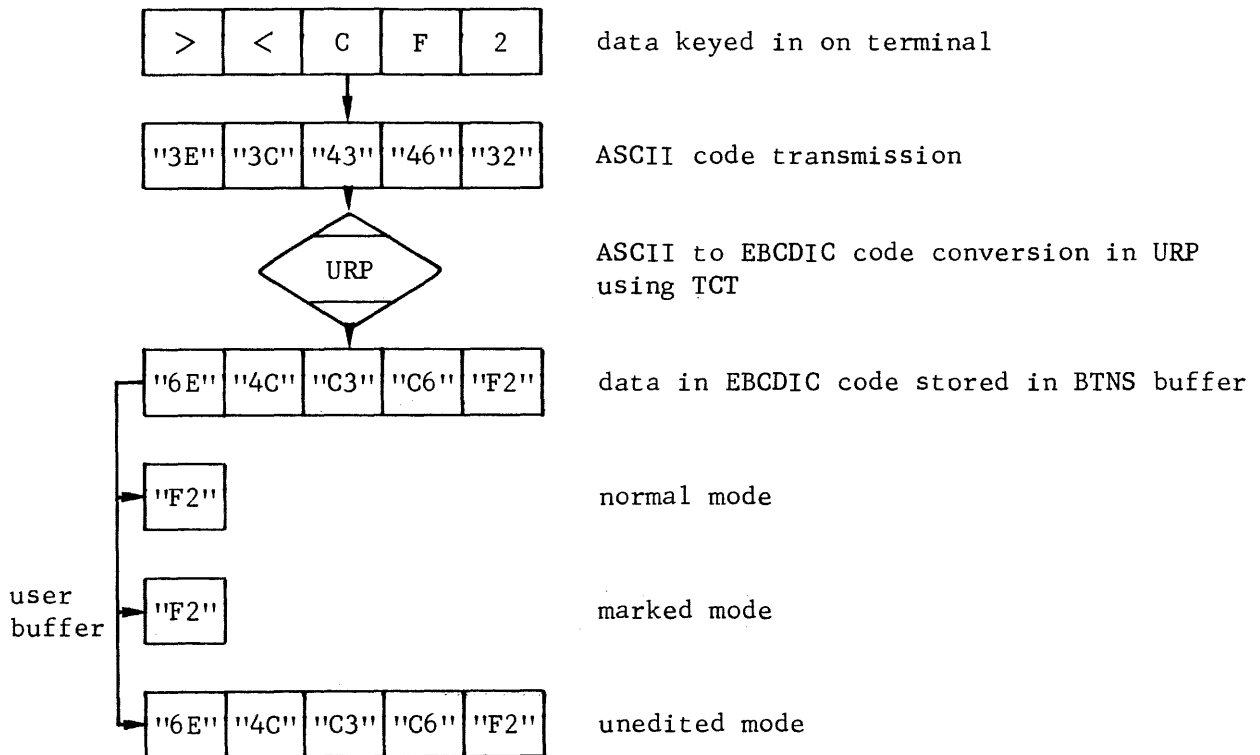 > < C F 2 data keyed in on terminal
"3E" "3C" "43" "46" "32" ASCII code transmission
URP ASCII to EBCDIC code conversion in URP
using TCT
"6E" "4C" "C3" "C6" "F2" data in EBCDIC code stored in BTNS buffer
"F2" normal mode
user
buffer
"F2" marked mode
"6E" "4C" "C3" "C6" "F2" unedited mode